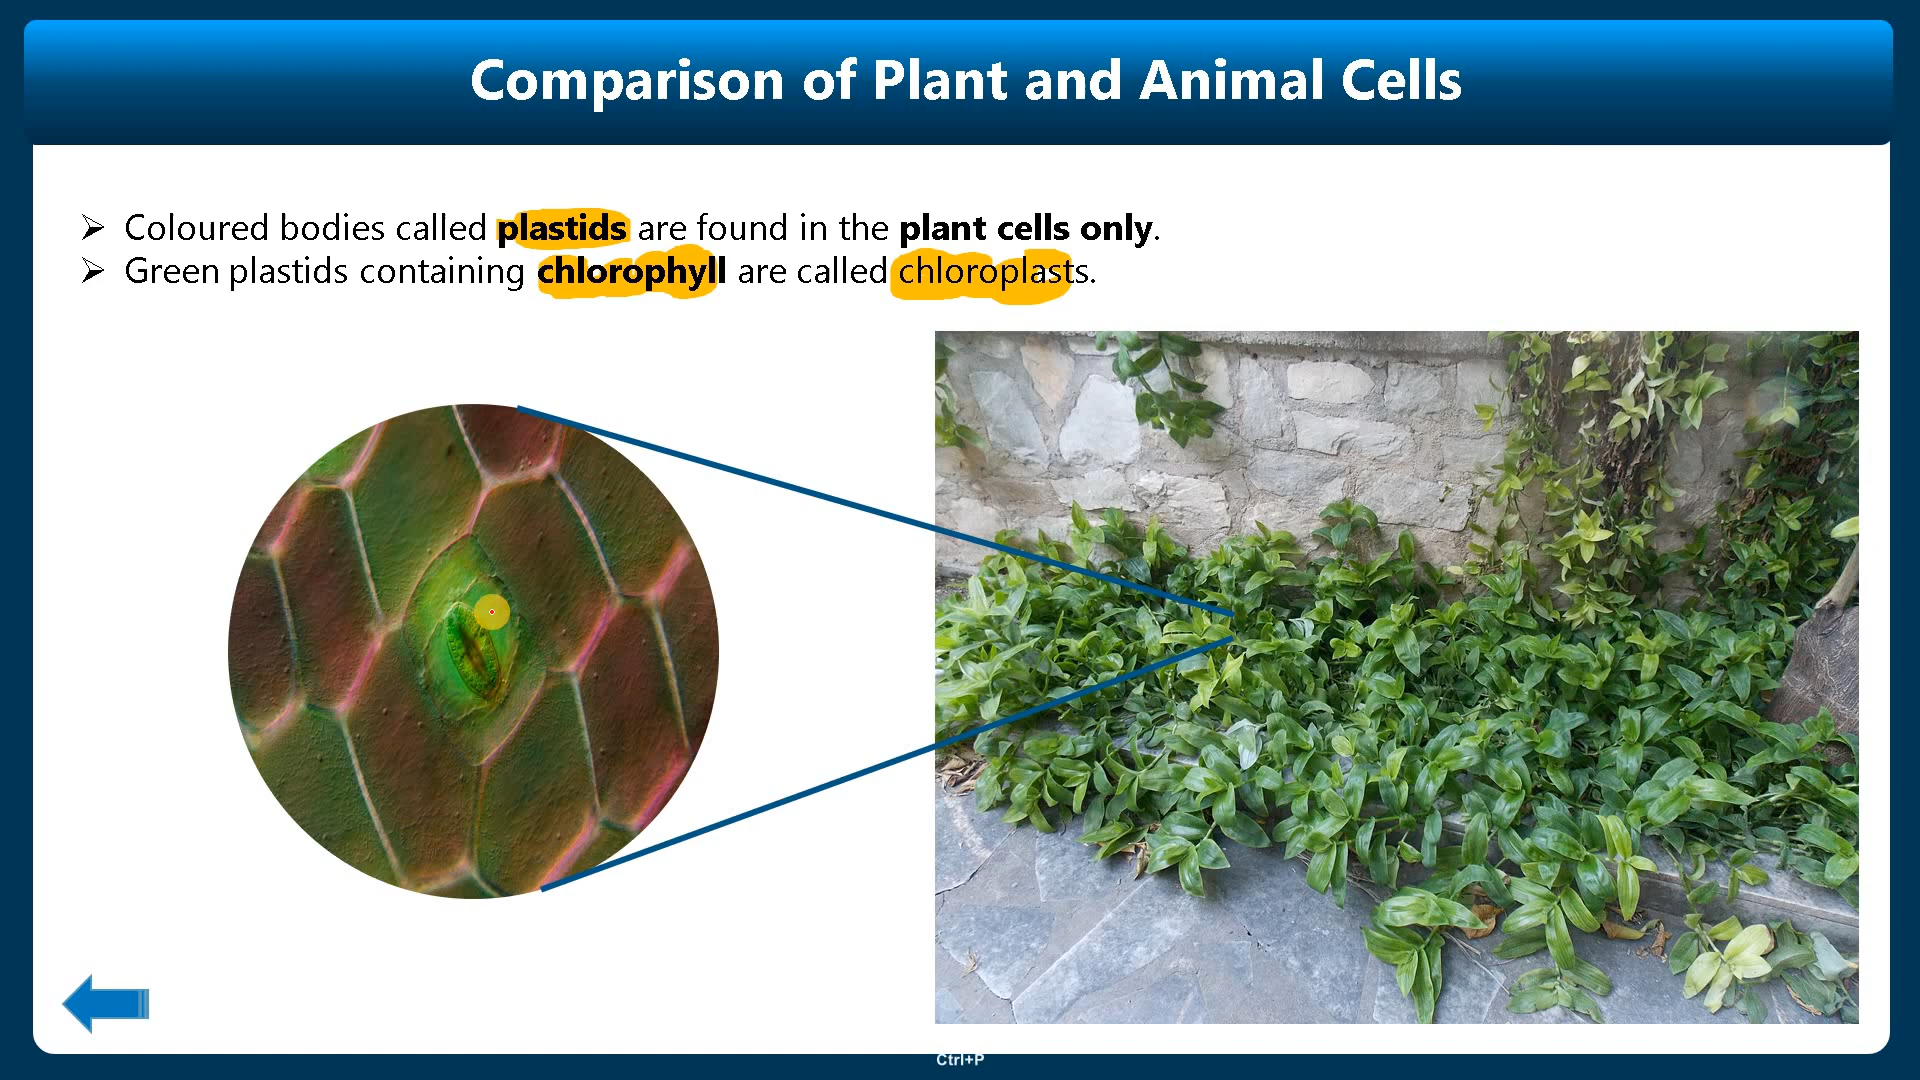 Comparison of Plant and Animal Cells
➢ Coloured bodies called plastids are found in the plant cells only.
➢ Green plastids containing chlorophyll are called chloroplasts.
Ctrl+P